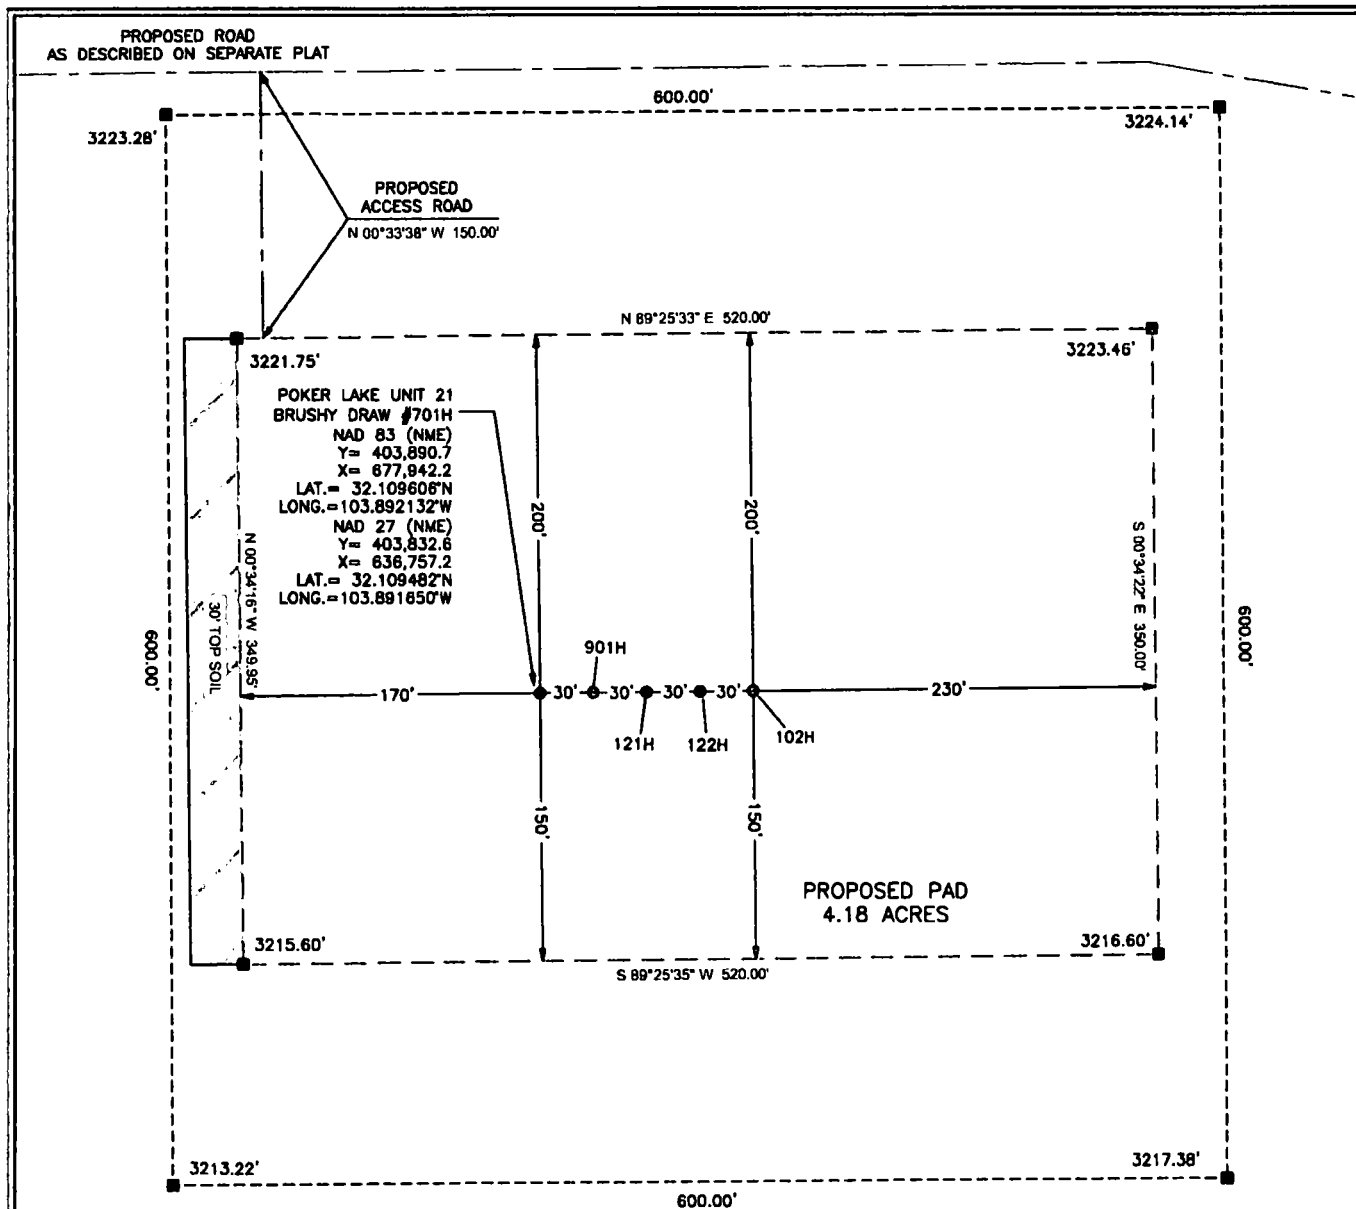 PROPOSED ROAD
AS DESCRIBED ON SEPARATE PLAT
600.00'
3223.28'
3224.14'
PROPOSED
ACCESS ROAD
N 00°33'38" W 150.00'
N 89°25'33" E 520.00'
3221.75'
3223.46'
POKER LAKE UNIT 21
BRUSHY DRAW #701H
NAD 83 (NME)
Y= 403,890.7
X= 677,942.2
LAT.= 32.109606°N
LONG.=103.892132°W
NAD 27 (NME)
Y= 403,832.6
X= 636,757.2
LAT.= 32.109482°N
LONG.=103.891650°W
200'
200'
N 00°34'16" W 349.95'
S 00°34'22" E 350.00'
30' TOP SOIL
600.00'
600.00'
901H
170'
30'
30'
30'
30'
230'
121H
122H
102H
150'
150'
PROPOSED PAD
4.18 ACRES
3215.60'
3216.60'
S 89°25'35" W 520.00'
3213.22'
3217.38'
600.00'